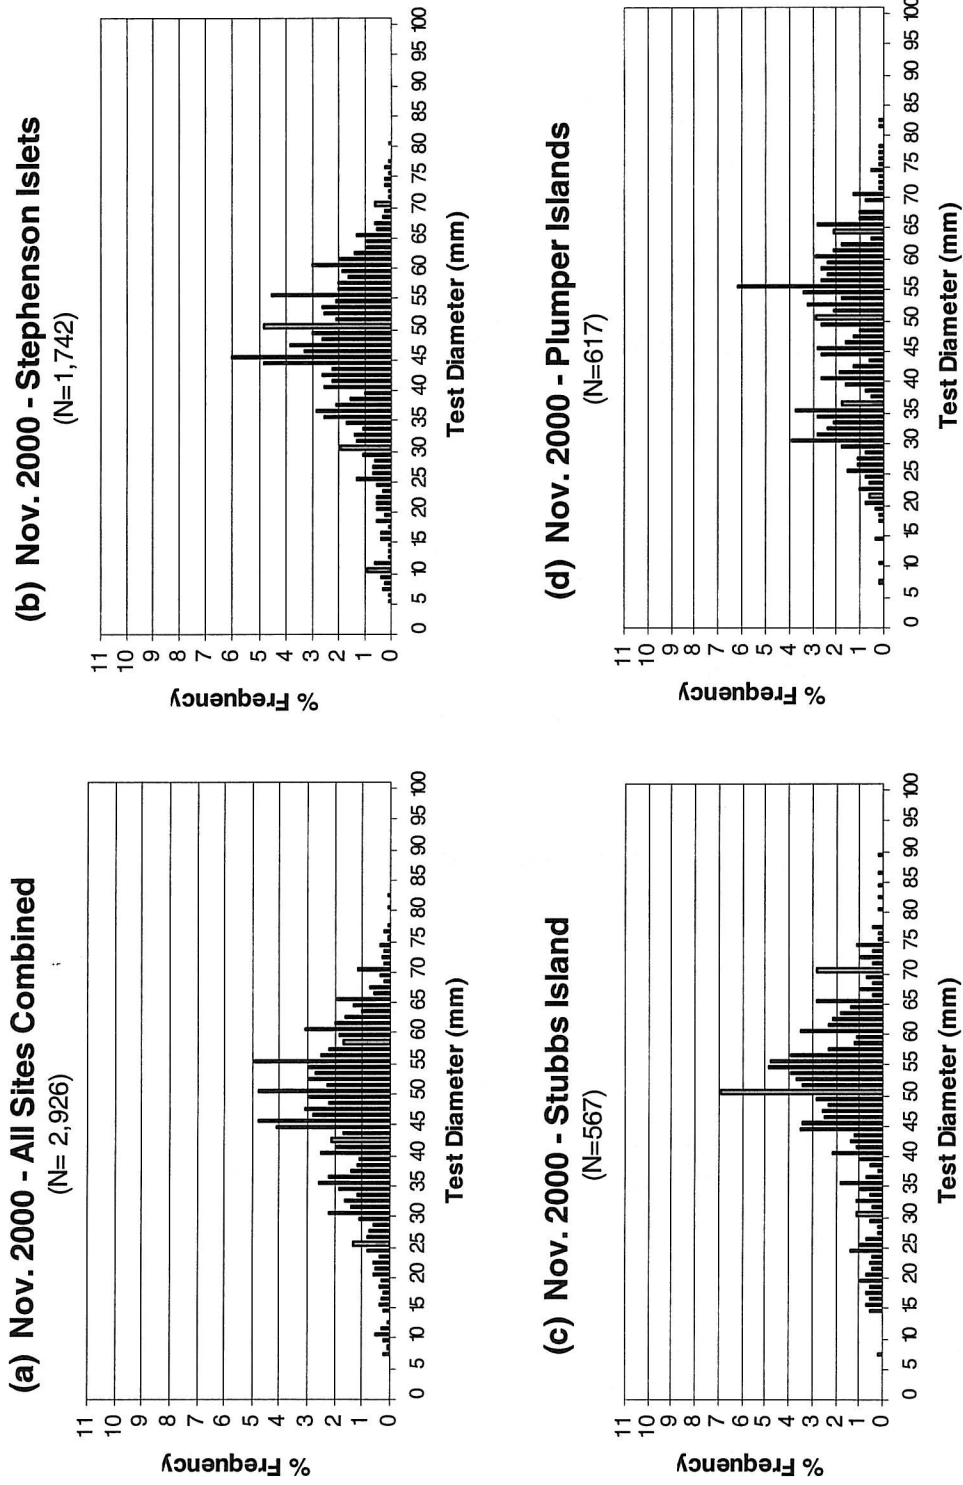 (a) Nov. 2000 - All Sites Combined
(N= 2,926)
% Frequency
11
10
9
8
7
6
5
4
3
2
1
0
0 5 10 15 20 25 30 35 40 45 50 55 60 65 70 75 80 85 90 95 100
Test Diameter (mm)
(b) Nov. 2000 - Stephenson Islets
(N=1,742)
% Frequency
11
10
9
8
7
6
5
4
3
2
1
0
0 5 10 15 20 25 30 35 40 45 50 55 60 65 70 75 80 85 90 95 100
Test Diameter (mm)
(c) Nov. 2000 - Stubbs Island
(N=567)
% Frequency
11
10
9
8
7
6
5
4
3
2
1
0
0 5 10 15 20 25 30 35 40 45 50 55 60 65 70 75 80 85 90 95 100
Test Diameter (mm)
(d) Nov. 2000 - Plumper Islands
(N=617)
% Frequency
11
10
9
8
7
6
5
4
3
2
1
0
0 5 10 15 20 25 30 35 40 45 50 55 60 65 70 75 80 85 90 95 100
Test Diameter (mm)